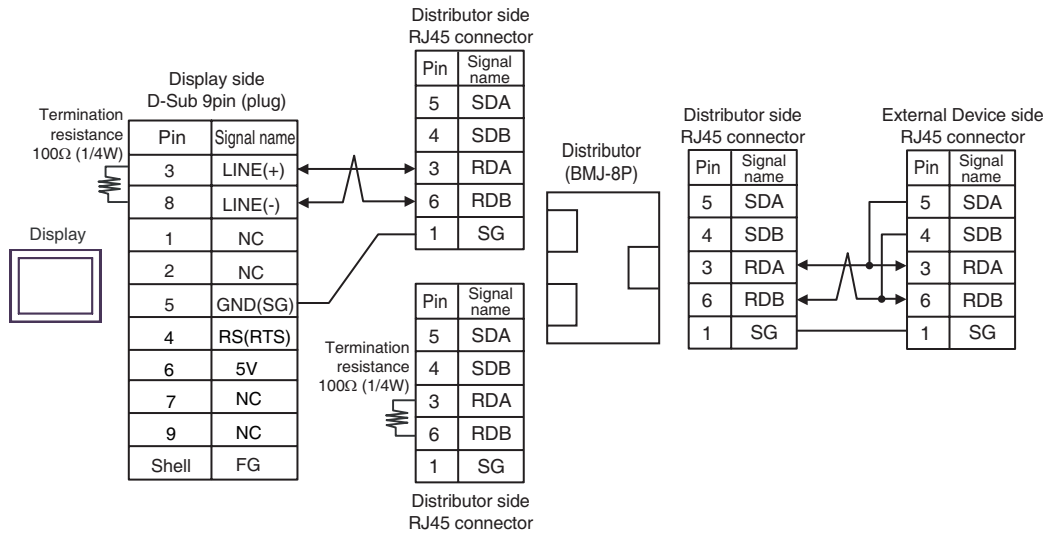 Distributor side
RJ45 connector
Pin Signal name
5 SDA
4 SDB
3 RDA
6 RDB
1 SG
Display side
D-Sub 9pin (plug)
Termination
resistance
100Ω (1/4W)
Pin Signal name
3 LINE(+)
8 LINE(-)
1 NC
2 NC
5 GND(SG)
4 RS(RTS)
6 5V
7 NC
9 NC
Shell FG
Display
Termination
resistance
100Ω (1/4W)
Pin Signal name
5 SDA
4 SDB
3 RDA
6 RDB
1 SG
Distributor side
RJ45 connector
Distributor
(BMJ-8P)
Distributor side
RJ45 connector
Pin Signal name
5 SDA
4 SDB
3 RDA
6 RDB
1 SG
External Device side
RJ45 connector
Pin Signal name
5 SDA
4 SDB
3 RDA
6 RDB
1 SG